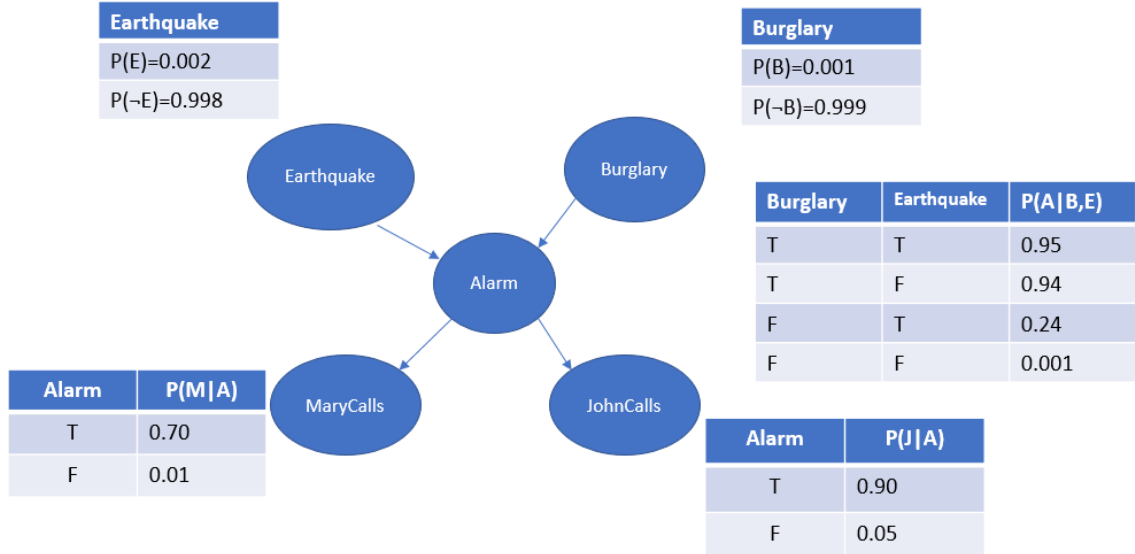 Earthquake
P(E)=0.002
P(¬E)=0.998
Burglary
P(B)=0.001
P(¬B)=0.999
Earthquake
Burglary
Alarm
MaryCalls
JohnCalls
Burglary Earthquake P(A|B,E)
T T 0.95
T F 0.94
F T 0.24
F F 0.001
Alarm P(M|A)
T 0.70
F 0.01
Alarm P(J|A)
T 0.90
F 0.05